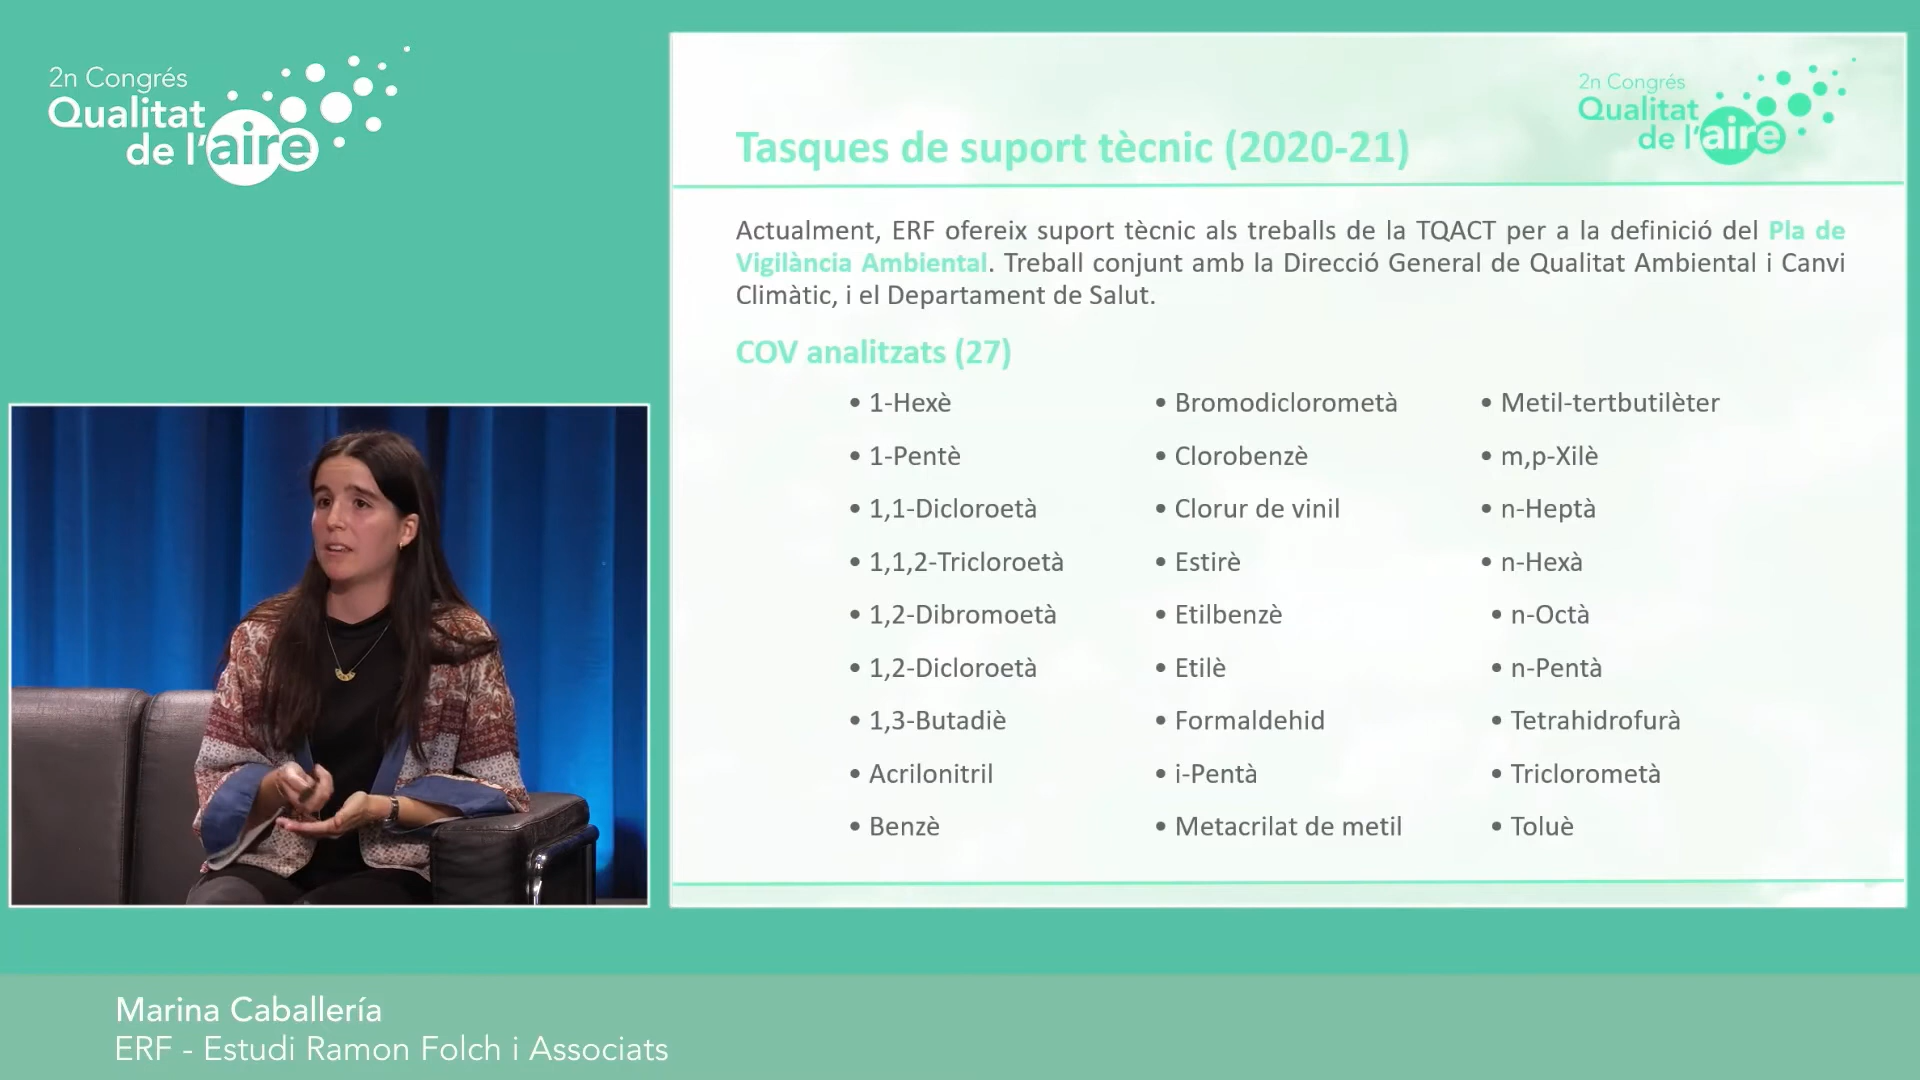 2n Congrés
Qualitat
de l'aire
2n Congrés
Qualitat
de l'aire
Tasques de suport tècnic (2020-21)
Actualment, ERF ofereix suport tècnic als treballs de la TQACT per a la definició del Pla de
Vigilància Ambiental. Treball conjunt amb la Direcció General de Qualitat Ambiental i Canvi
Climàtic, i el Departament de Salut.
COV analitzats (27)
• 1-Hexè
• 1-Pentè
• 1,1-Dicloroetà
• 1,1,2-Tricloroetà
• 1,2-Dibromoetà
• 1,2-Dicloroetà
• 1,3-Butadiè
• Acrilonitril
• Benzè
• Bromodiclorometà
• Clorobenzè
• Clorur de vinil
• Estirè
• Etilbenzè
• Etilè
• Formaldehid
• i-Pentà
• Metacrilat de metil
• Metil-tertbutilèter
• m,p-Xilè
• n-Heptà
• n-Hexà
• n-Octà
• n-Pentà
• Tetrahidrofurà
• Triclorometà
• Toluè
Marina Caballería
ERF - Estudi Ramon Folch i Associats